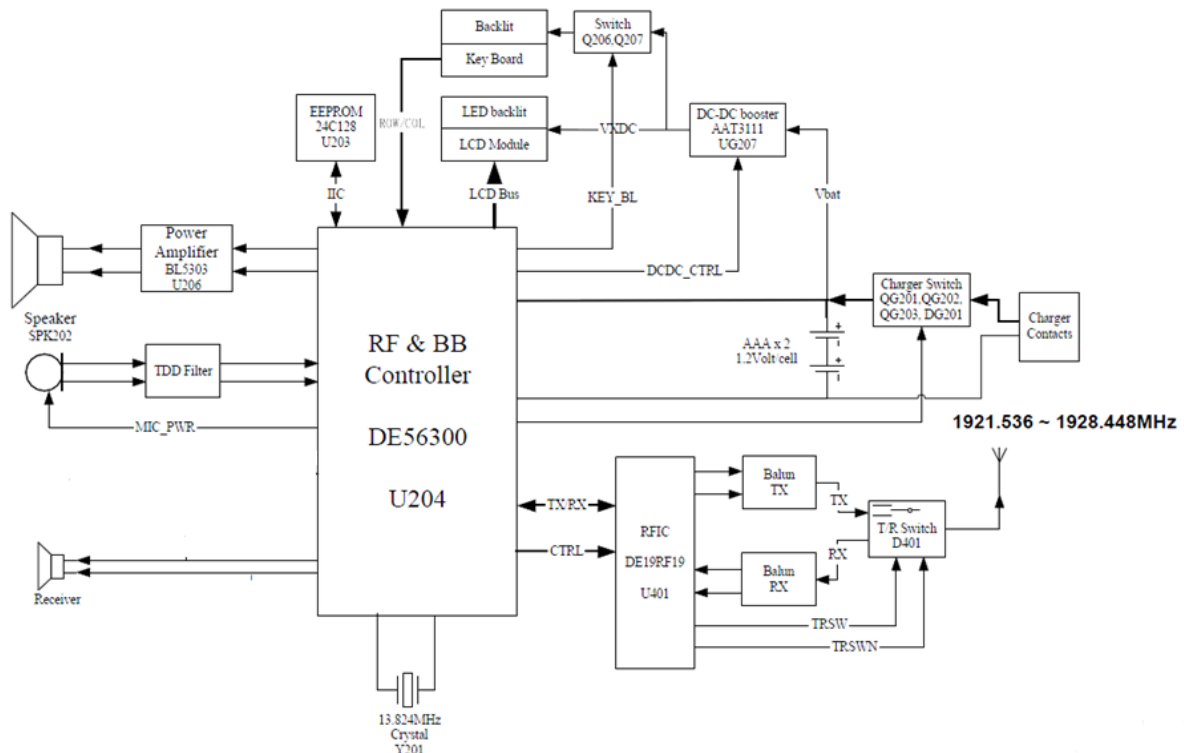 Backlit
Key Board
Switch
Q206,Q207
EEPROM
24C128
U203
ROW/COL
LED backlit
LCD Module
VXDC
DC-DC booster
AAT3111
UG207
IIC
LCD Bus
KEY_BL
Vbat
Power
Amplifier
BL5303
U206
DCDC_CTRL
Charger Switch
QG201,QG202,
QG203, DG201
Charger
Contacts
Speaker
SPK202
RF & BB
Controller
DE56300
U204
AAA x 2
1.2Volt/cell
+
-
+
-
TDD Filter
MIC_PWR
1921.536 ~ 1928.448MHz
Balun
TX
TX
TX/RX
RFIC
DE19RF19
U401
T/R Switch
D401
CTRL
RX
Balun
RX
Receiver
TRSW
TRSWN
13.824MHz
Crystal
Y201